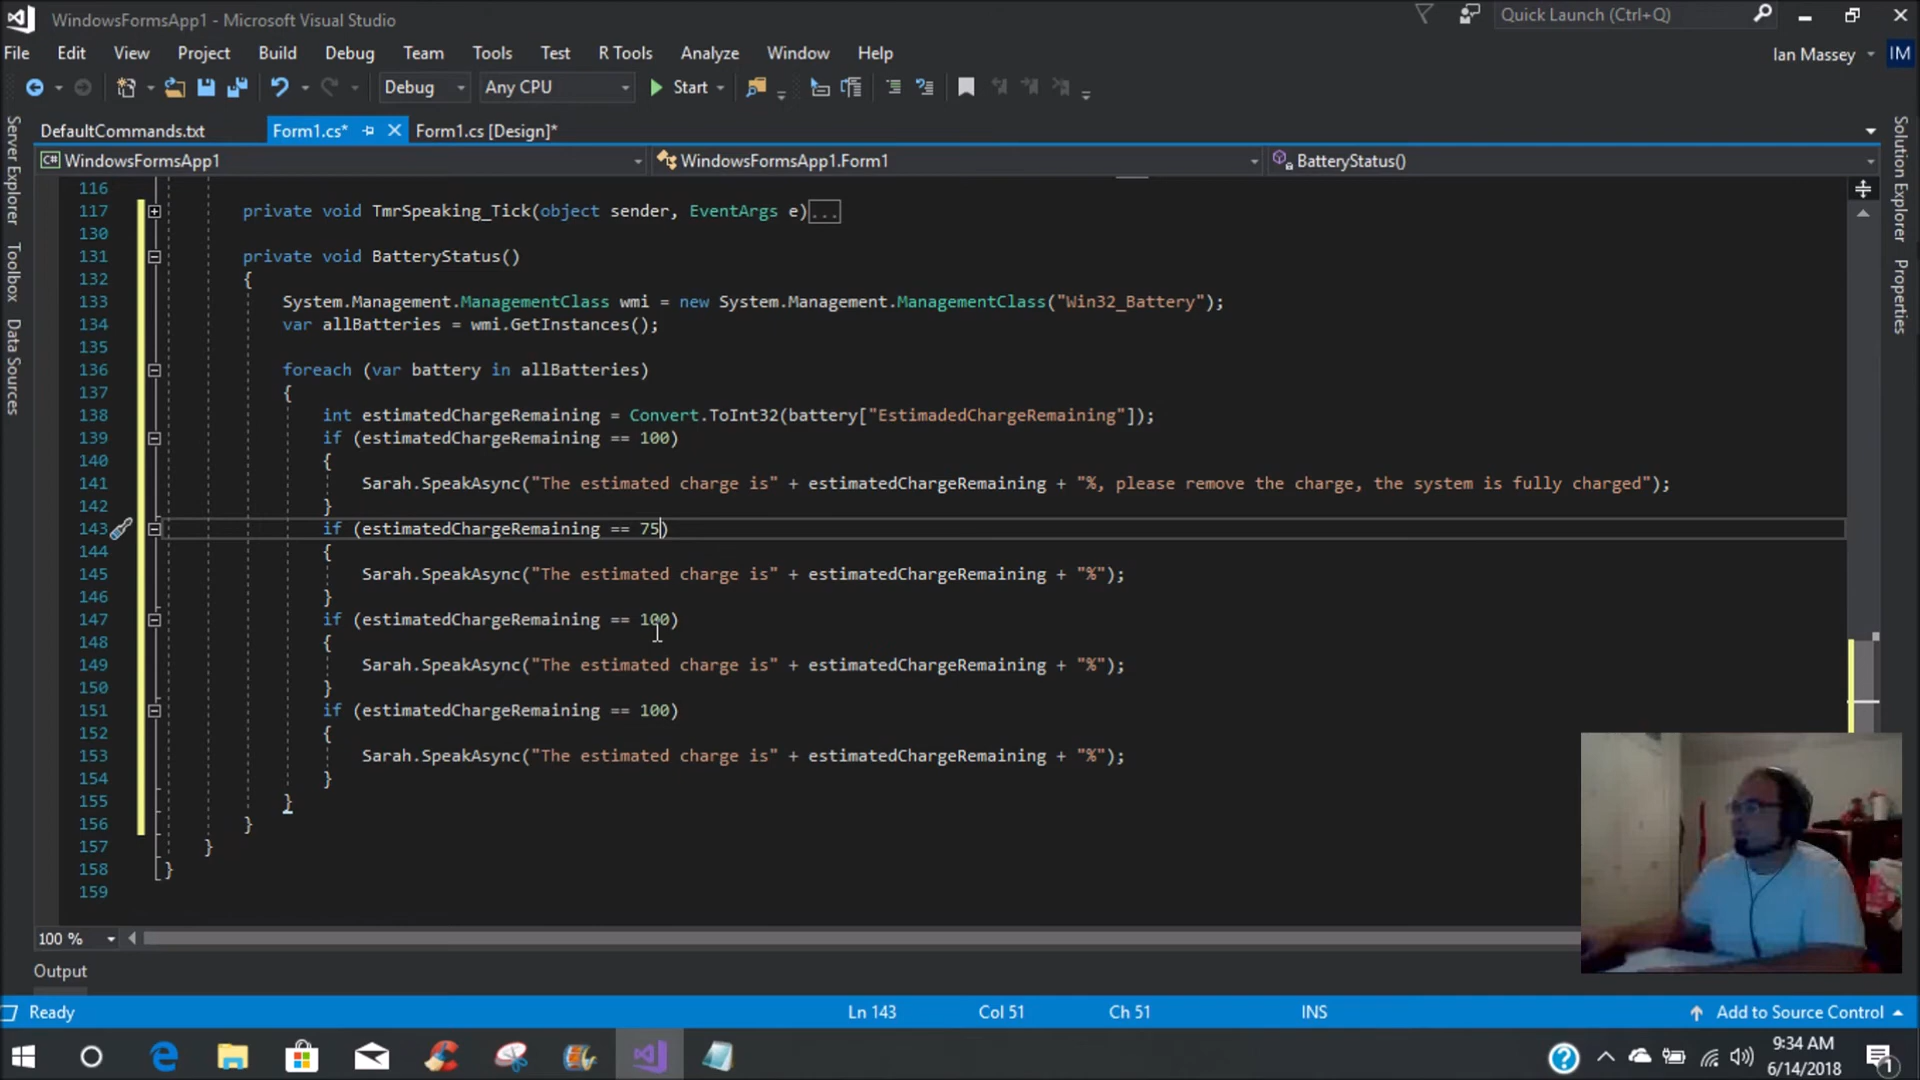 WindowsFormsApp1 - Microsoft Visual Studio
Quick Launch (Ctrl+Q)
File Edit View Project Build Debug Team Tools Test R Tools Analyze Window Help
Ian Massey IM
Debug Any CPU Start
DefaultCommands.txt Form1.cs* Form1.cs [Design]*
C# WindowsFormsApp1 WindowsFormsApp1.Form1 BatteryStatus()
Server Explorer
Toolbox
Data Sources
Solution Explorer
Properties
116
117 private void TmrSpeaking_Tick(object sender, EventArgs e)...
130
131 private void BatteryStatus()
132 {
133 System.Management.ManagementClass wmi = new System.Management.ManagementClass("Win32_Battery");
134 var allBatteries = wmi.GetInstances();
135
136 foreach (var battery in allBatteries)
137 {
138 int estimatedChargeRemaining = Convert.ToInt32(battery["EstimadedChargeRemaining"]);
139 if (estimatedChargeRemaining == 100)
140 {
141 Sarah.SpeakAsync("The estimated charge is" + estimatedChargeRemaining + "%, please remove the charge, the system is fully charged");
142 }
143 if (estimatedChargeRemaining == 75)
144 {
145 Sarah.SpeakAsync("The estimated charge is" + estimatedChargeRemaining + "%");
146 }
147 if (estimatedChargeRemaining == 100)
148 {
149 Sarah.SpeakAsync("The estimated charge is" + estimatedChargeRemaining + "%");
150 }
151 if (estimatedChargeRemaining == 100)
152 {
153 Sarah.SpeakAsync("The estimated charge is" + estimatedChargeRemaining + "%");
154 }
155 }
156 }
157 }
158 }
159
100 %
Output
Ready Ln 143 Col 51 Ch 51 INS Add to Source Control
9:34 AM
6/14/2018
1